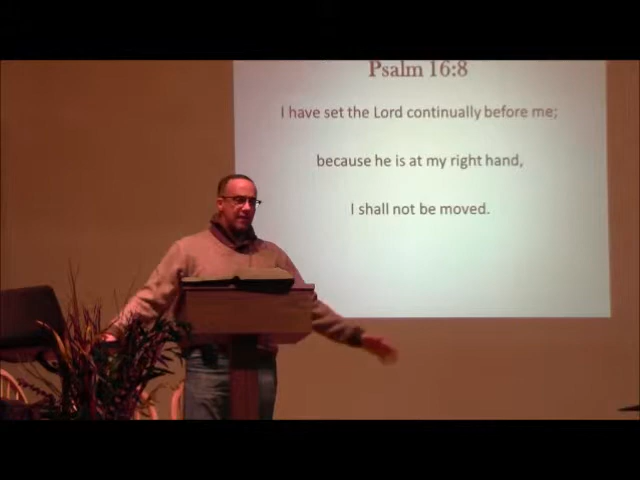 Psalm 16:8
I have set the Lord continually before me;
because he is at my right hand,
I shall not be moved.